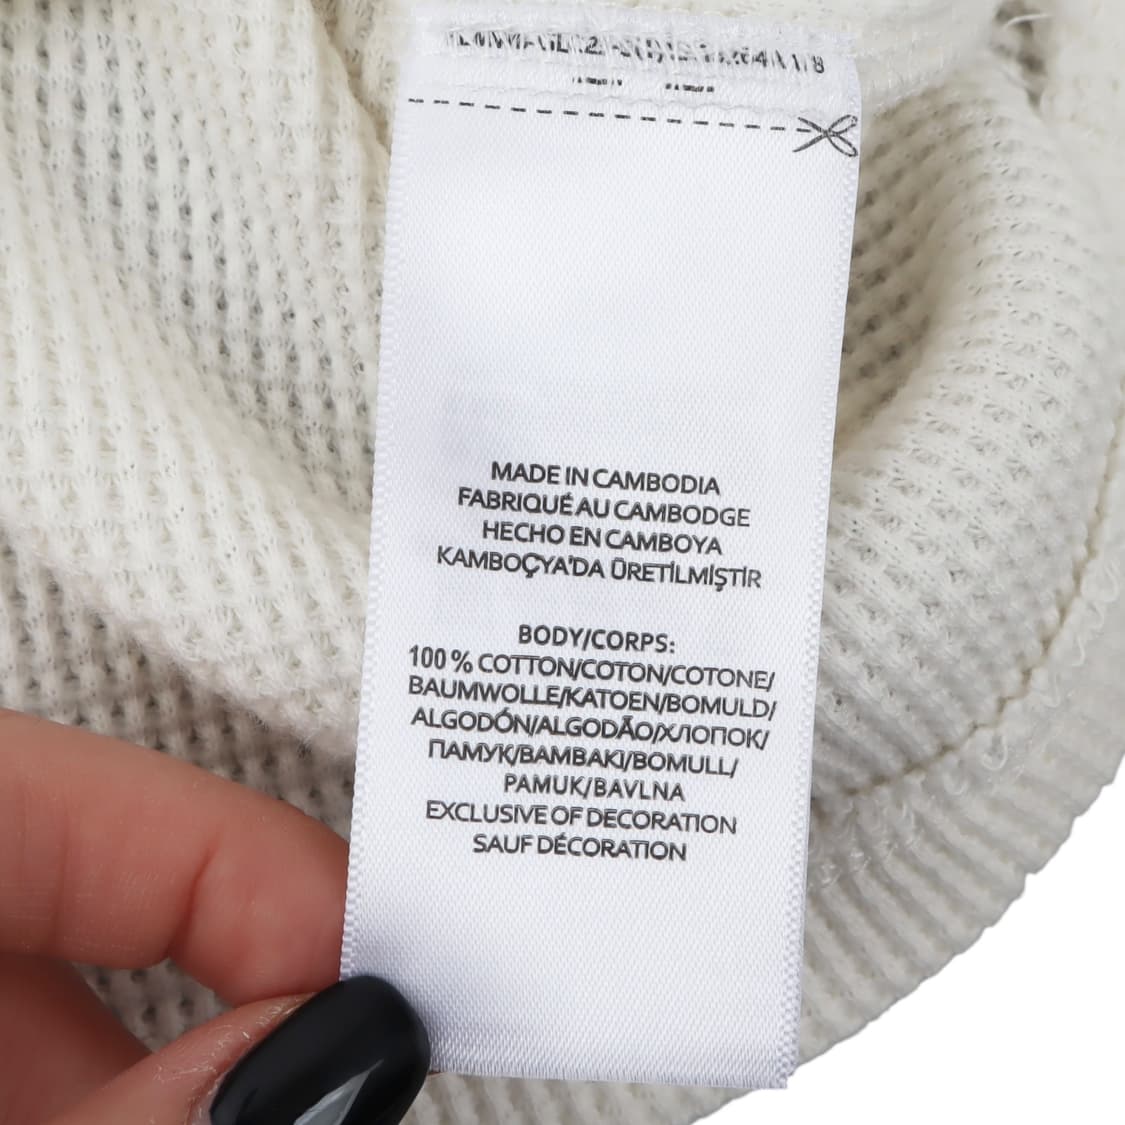 MADE IN CAMBODIA
FABRIQUÉ AU CAMBODGE
HECHO EN CAMBOYA
KAMBOÇYA'DA ÜRETİLMİŞTİR
BODY/CORPS:
100 % COTTON/COTON/COTONE/
BAUMWOLLE/KATOEN/BOMULD/
ALGODÓN/ALGODÃO/ХЛОПОК/
ПАМУК/BAMBAKI/BOMULL/
PAMUK/BAVLNA
EXCLUSIVE OF DECORATION
SAUF DÉCORATION